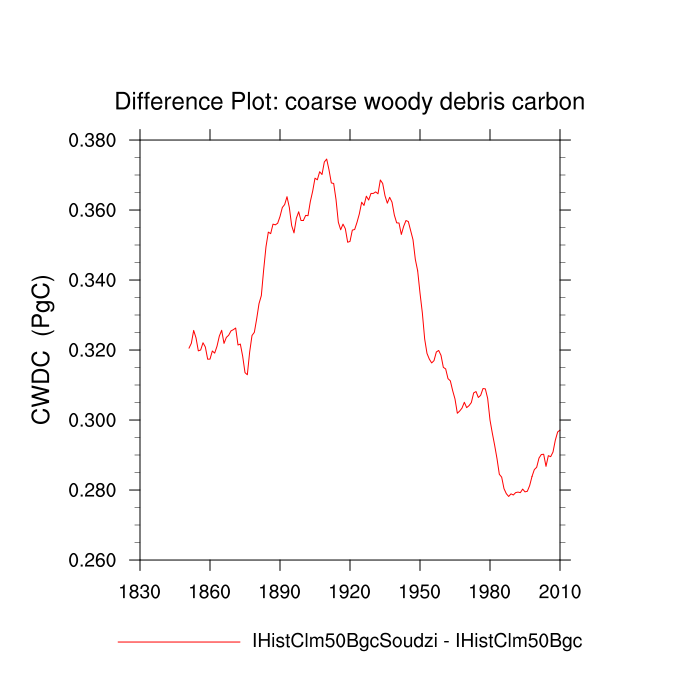 Difference Plot: coarse woody debris carbon
0.380
0.360
0.340
0.320
0.300
0.280
0.260
CWDC (PgC)
1830 1860 1890 1920 1950 1980 2010
IHistClm50BgcSoudzi - IHistClm50Bgc